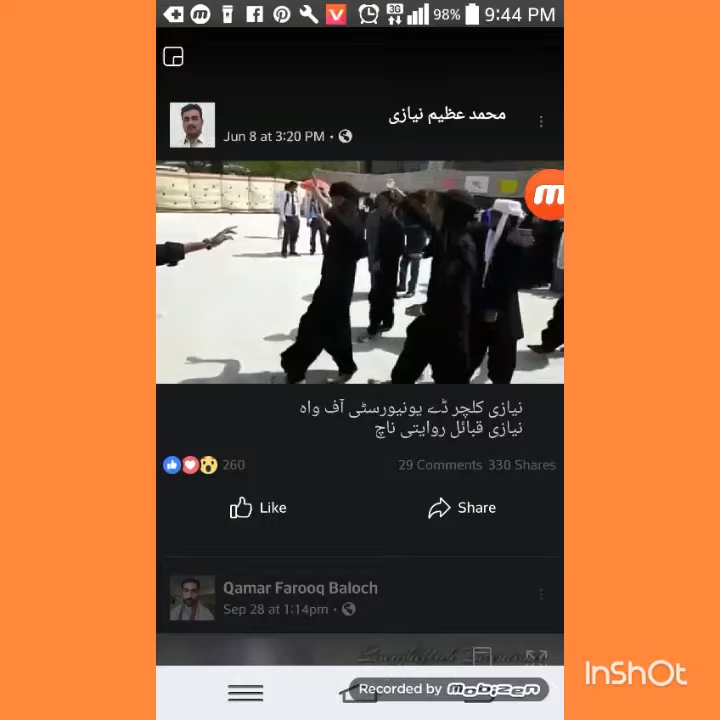 3G
98%
9:44 PM
محمد عظیم نیازی
Jun 8 at 3:20 PM
نیازی کلچر ڈے یونیورسٹی آف واہ
نیازی قبائل روایتی ناچ
260
29 Comments 330 Shares
Like
Share
Qamar Farooq Baloch
Sep 28 at 1:14pm
Recorded by Mobizen
InShOt